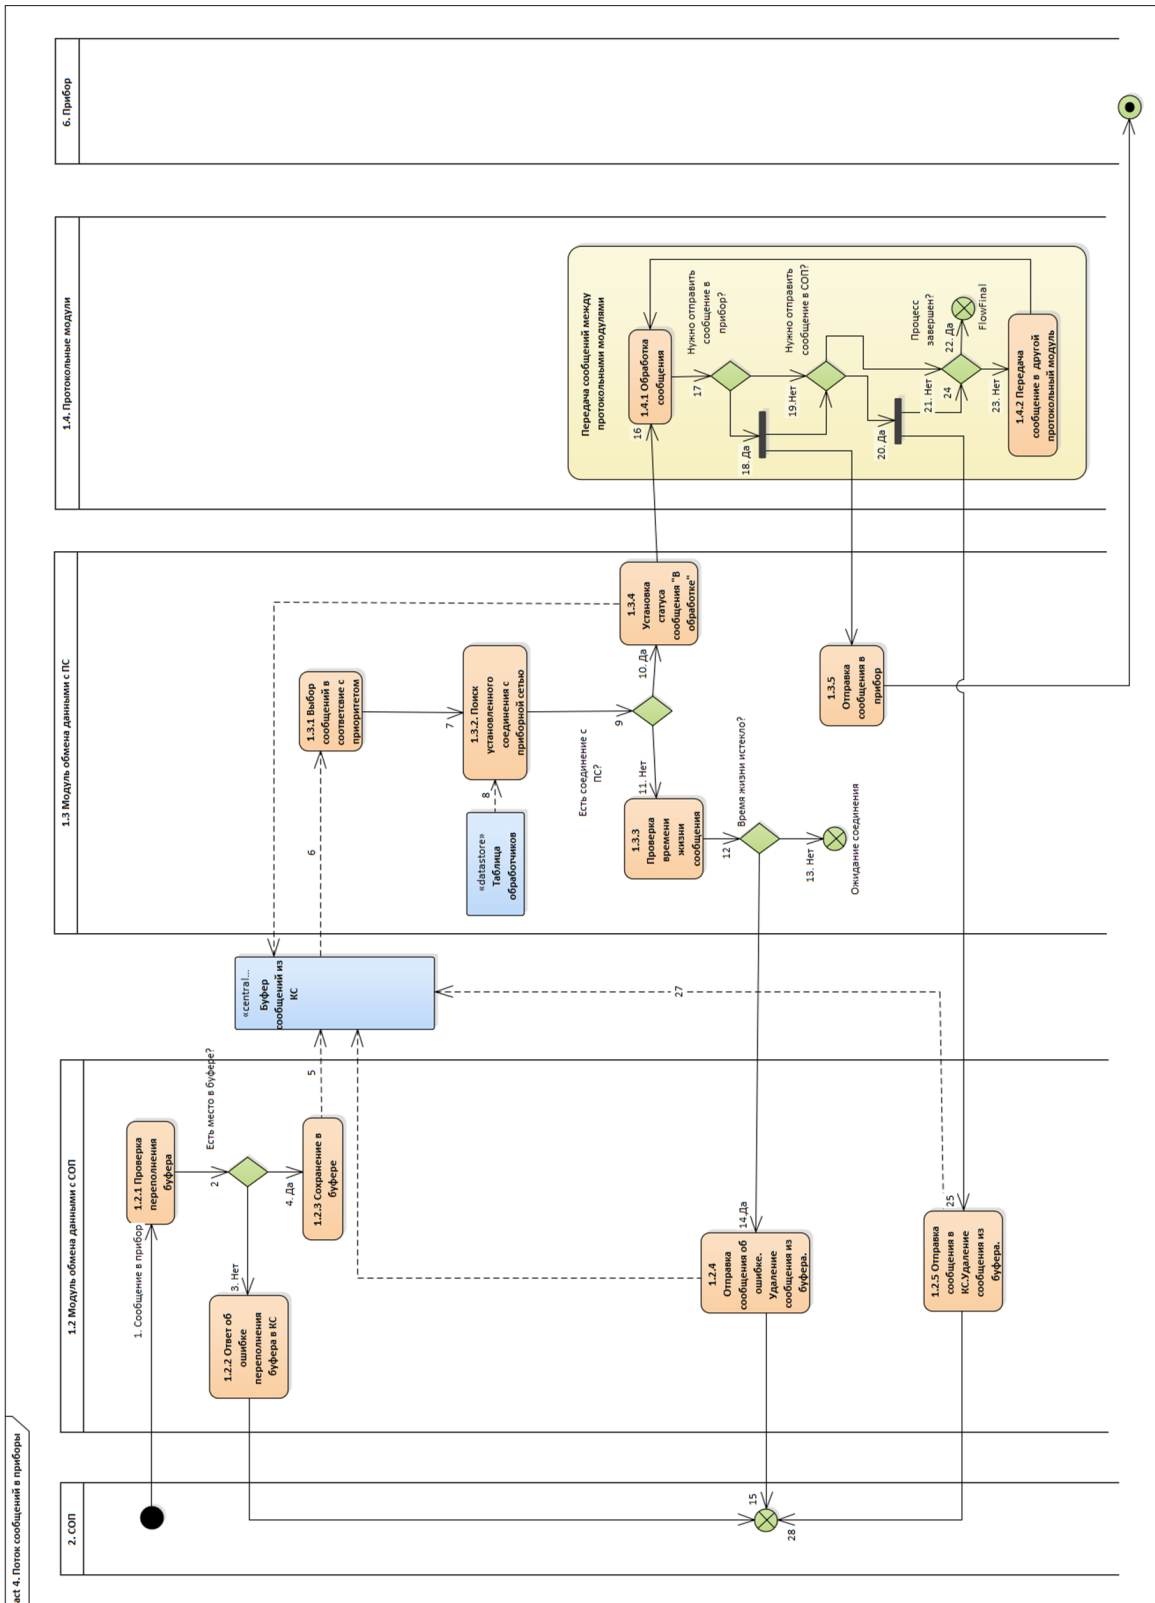 act 4. Поток сообщений в приборы
2. СОП
1.2 Модуль обмена данными с СОП
1.3 Модуль обмена данными с ПС
1.4. Протокольные модули
6. Прибор
1. Сообщение в прибор
1.2.1 Проверка
переполнения
буфера
2
Есть место в буфере?
3. Нет
1.2.2 Ответ об
ошибке
переполнения
буфера в КС
4. Да
1.2.3 Сохранение в
буфере
5
«central...
Буфер
сообщений из
КС
6
1.3.1 Выбор
сообщений в
соответсвие с
приоритетом
7
1.3.2. Поиск
установленного
соединения с
приборной сетью
8
«datastore»
Таблица
обработчиков
Есть соединение с
ПС?
9
10. Да
1.3.4
Установка
статуса
сообщения "В
обработке"
11. Нет
1.3.3
Проверка
времени
жизни
сообщения
12
Время жизни истекло?
13. Нет
Ожидание соединения
14.Да
1.2.4
Отправка
сообщения об
ошибке.
Удаление
сообщения из
буфера.
15
Передача сообщений между
протокольными модулями
16
1.4.1 Обработка
сообщения
17
Нужно отправить
сообщение в
прибор?
18. Да
19.Нет
Нужно отправить
сообщение в СОП?
20. Да
1.3.5
Отправка
сообщения в
прибор
21. Нет
Процесс
завершен?
22. Да
FlowFinal
24
23. Нет
1.4.2 Передача
сообщение в другой
протокольный модуль
25
1.2.5 Отправка
сообщения в
КС.Удаление
сообщения из
буфера.
27
28